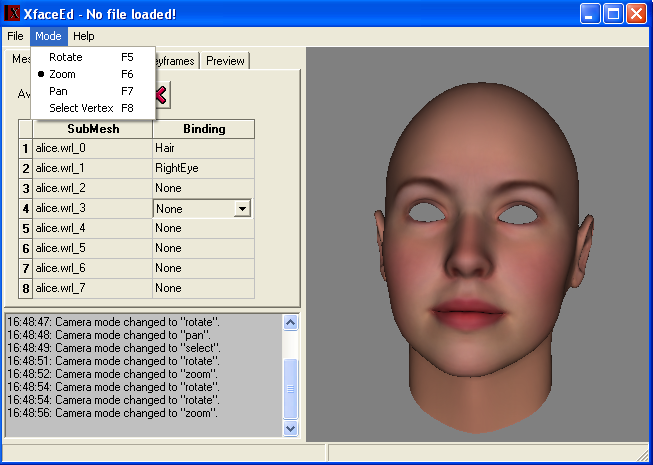 XfaceEd - No file loaded!
File Mode Help
Rotate F5
Zoom F6
Pan F7
Select Vertex F8
Preview
SubMesh Binding
1 alice.wrl_0 Hair
2 alice.wrl_1 RightEye
3 alice.wrl_2 None
4 alice.wrl_3 None
5 alice.wrl_4 None
6 alice.wrl_5 None
7 alice.wrl_6 None
8 alice.wrl_7 None
16:48:47: Camera mode changed to "rotate".
16:48:48: Camera mode changed to "pan".
16:48:49: Camera mode changed to "select".
16:48:51: Camera mode changed to "rotate".
16:48:52: Camera mode changed to "zoom".
16:48:54: Camera mode changed to "rotate".
16:48:54: Camera mode changed to "rotate".
16:48:56: Camera mode changed to "zoom".